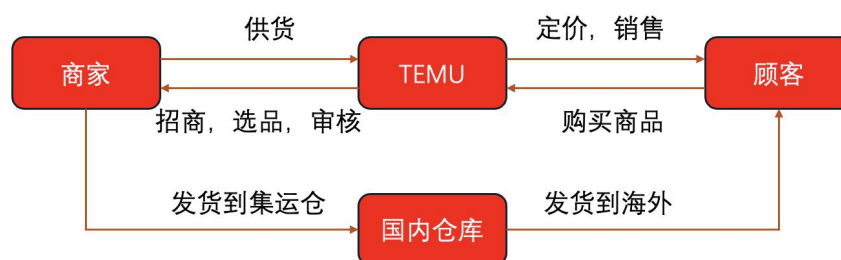 供货
定价，销售
商家
TEMU
顾客
招商，选品，审核
购买商品
发货到集运仓
发货到海外
国内仓库